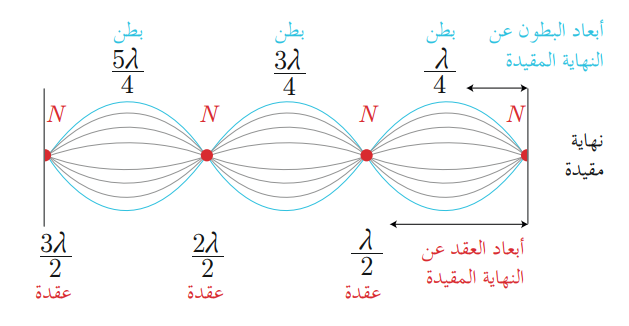 أبعاد البطون عن
النهاية المقيدة
بطن
λ/4
بطن
3λ/4
بطن
5λ/4
N
N
N
N
نهاية
مقيدة
أبعاد العقد عن
النهاية المقيدة
λ/2
عقدة
2λ/2
عقدة
3λ/2
عقدة